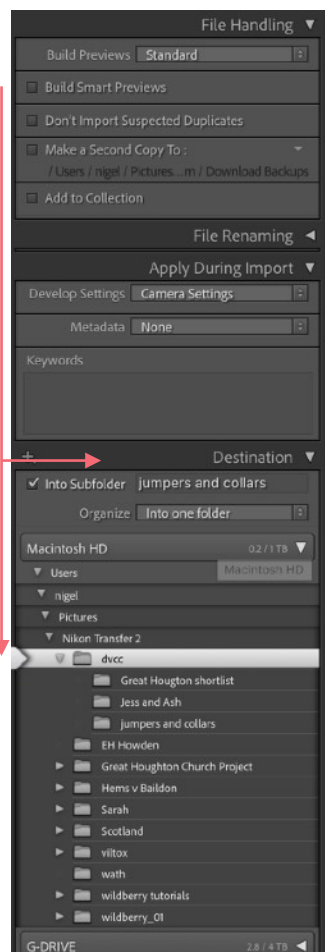 File Handling
Build Previews Standard
Build Smart Previews
Don't Import Suspected Duplicates
Make a Second Copy To :
/ Users / nigel / Pictures...m / Download Backups
Add to Collection
File Renaming
Apply During Import
Develop Settings Camera Settings
Metadata None
Keywords
Destination
Into Subfolder jumpers and collars
Organize Into one folder
Macintosh HD 0.2 / 1 TB
Users Macintosh HD
nigel
Pictures
Nikon Transfer 2
dvcc
Great Hougton shortlist
Jess and Ash
jumpers and collars
EH Howden
Great Houghton Church Project
Hems v Baildon
Sarah
Scotland
viltox
wath
wildberry tutorials
wildberry_01
G-DRIVE 2.8 / 4 TB